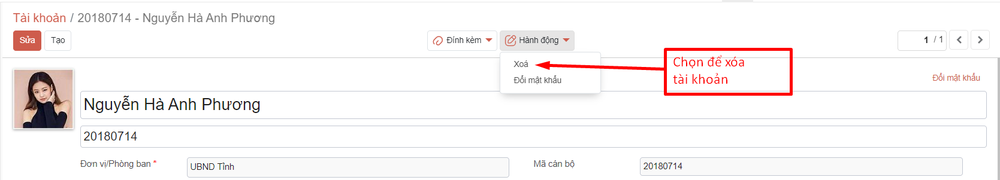 Tài khoản / 20180714 - Nguyễn Hà Anh Phương
Sửa Tạo Đính kèm Hành động 1 / 1
Xoá
Đổi mật khẩu
Chọn để xóa
tài khoản
Đổi mật khẩu
Nguyễn Hà Anh Phương
20180714
Đơn vị/Phòng ban * UBND Tỉnh Mã cán bộ 20180714